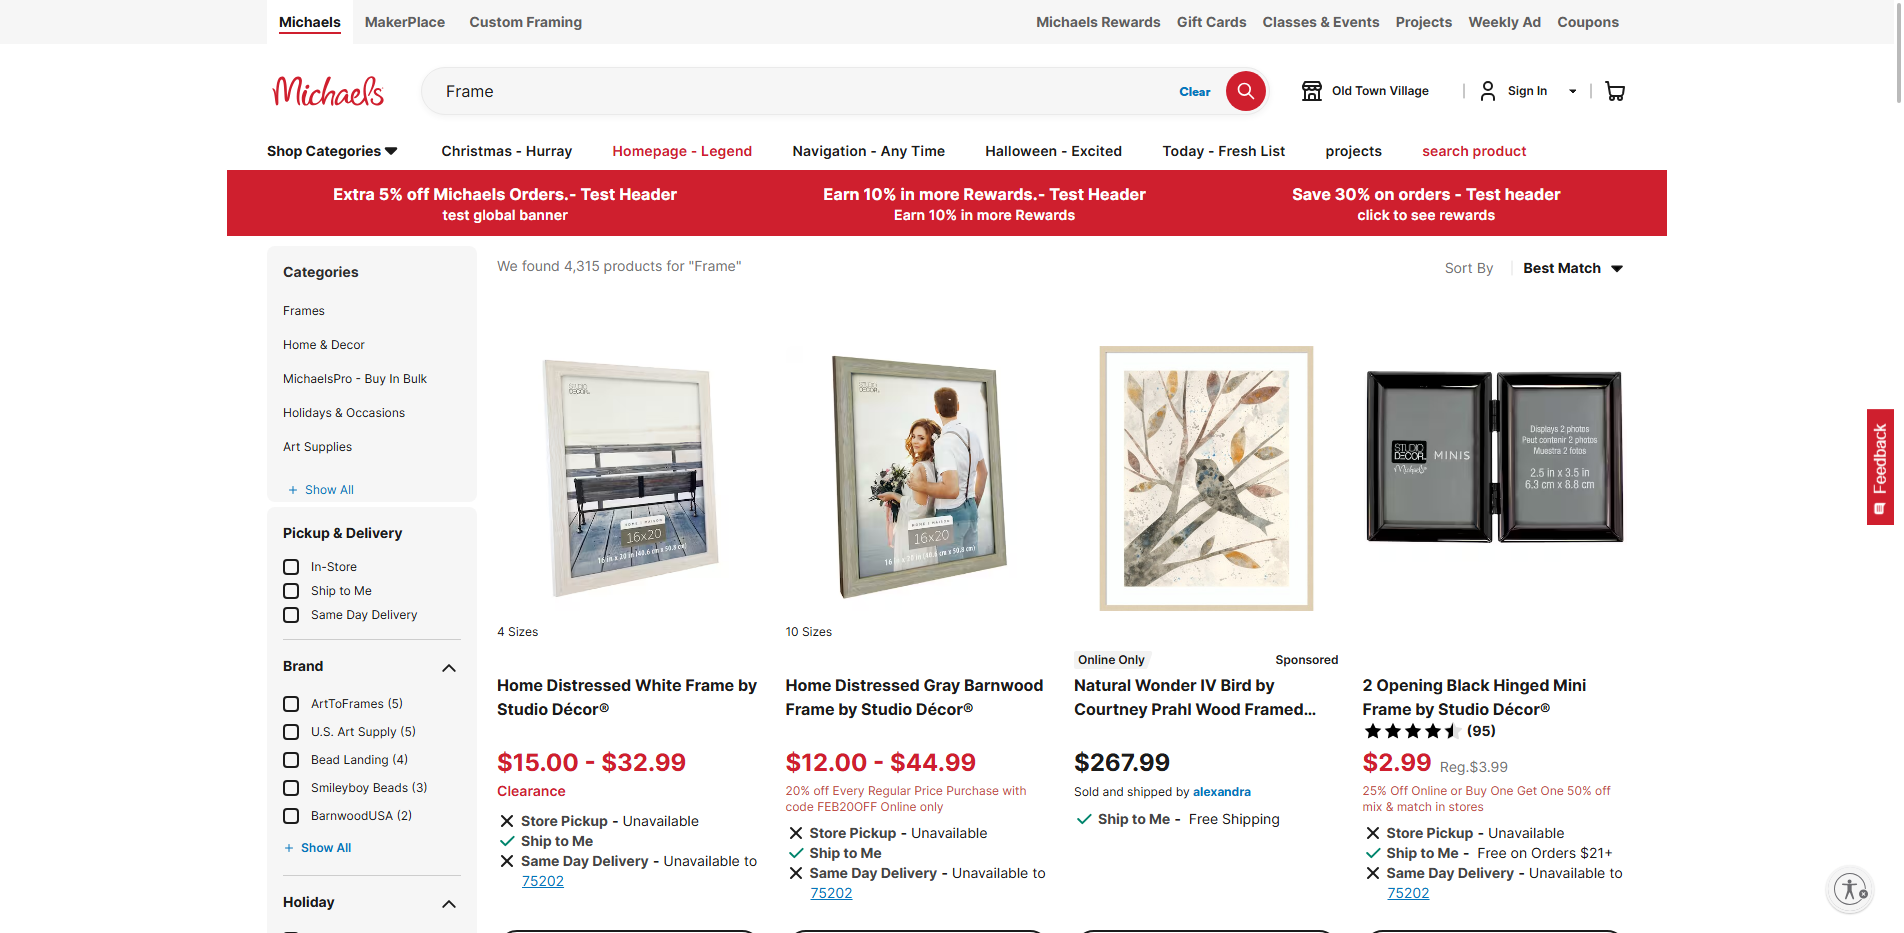 Michaels
MakerPlace
Custom Framing
Michaels Rewards
Gift Cards
Classes & Events
Projects
Weekly Ad
Coupons
Michaels
Frame
Clear
Old Town Village
Sign In
Shop Categories
Christmas - Hurray
Homepage - Legend
Navigation - Any Time
Halloween - Excited
Today - Fresh List
projects
search product
Extra 5% off Michaels Orders.- Test Header
test global banner
Earn 10% in more Rewards.- Test Header
Earn 10% in more Rewards
Save 30% on orders - Test header
click to see rewards
Categories
Frames
Home & Decor
MichaelsPro - Buy In Bulk
Holidays & Occasions
Art Supplies
+ Show All
Pickup & Delivery
In-Store
Ship to Me
Same Day Delivery
Brand
ArtToFrames (5)
U.S. Art Supply (5)
Bead Landing (4)
Smileyboy Beads (3)
BarnwoodUSA (2)
+ Show All
Holiday
We found 4,315 products for "Frame"
Sort By
Best Match
STUDIO
DECOR
HOME | MAISON
16x20
16 in x 20 in (40.6 cm x 50.8 cm)
4 Sizes
Home Distressed White Frame by
Studio Décor®
$15.00 - $32.99
Clearance
Store Pickup - Unavailable
Ship to Me
Same Day Delivery - Unavailable to
75202
STUDIO
DECOR
HOME | MAISON
16x20
16 in x 20 in (40.6 cm x 50.8 cm)
10 Sizes
Home Distressed Gray Barnwood
Frame by Studio Décor®
$12.00 - $44.99
20% off Every Regular Price Purchase with
code FEB20OFF Online only
Store Pickup - Unavailable
Ship to Me
Same Day Delivery - Unavailable to
75202
Online Only
Sponsored
Natural Wonder IV Bird by
Courtney Prahl Wood Framed...
$267.99
Sold and shipped by alexandra
Ship to Me - Free Shipping
STUDIO
DECOR
Michaels
MINIS
Displays 2 photos
Peut contenir 2 photos
Muestra 2 fotos
2.5 in x 3.5 in
6.3 cm x 8.8 cm
2 Opening Black Hinged Mini
Frame by Studio Décor®
(95)
$2.99 Reg.$3.99
25% Off Online or Buy One Get One 50% off
mix & match in stores
Store Pickup - Unavailable
Ship to Me - Free on Orders $21+
Same Day Delivery - Unavailable to
75202
Feedback